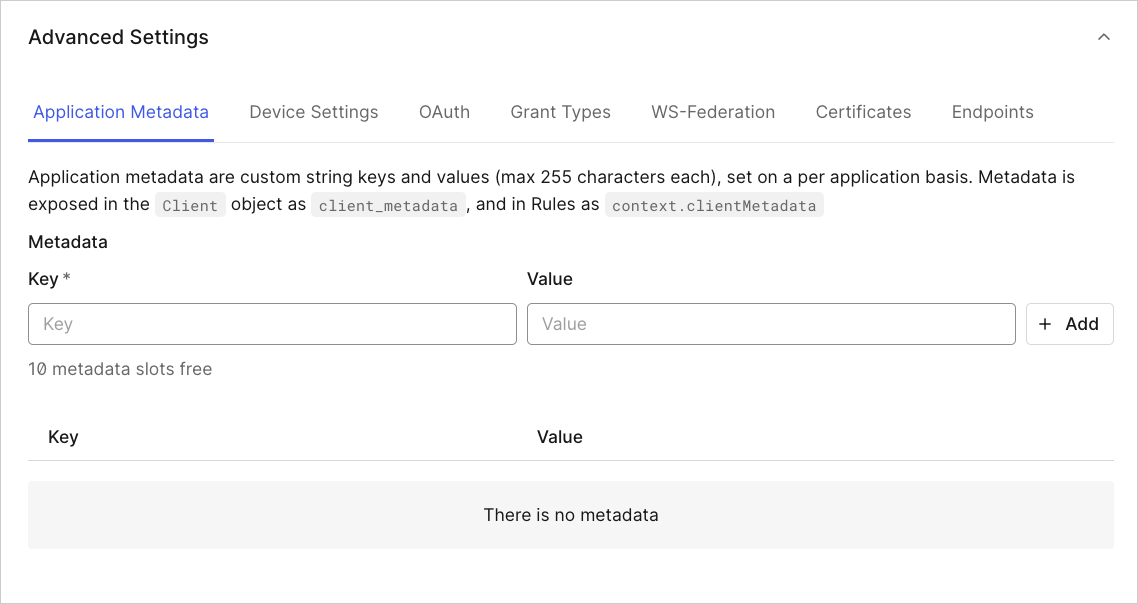 Advanced Settings
Application Metadata Device Settings OAuth Grant Types WS-Federation Certificates Endpoints
Application metadata are custom string keys and values (max 255 characters each), set on a per application basis. Metadata is
exposed in the Client object as client_metadata, and in Rules as context.clientMetadata
Metadata
Key * Value
Key Value + Add
10 metadata slots free
Key Value
There is no metadata